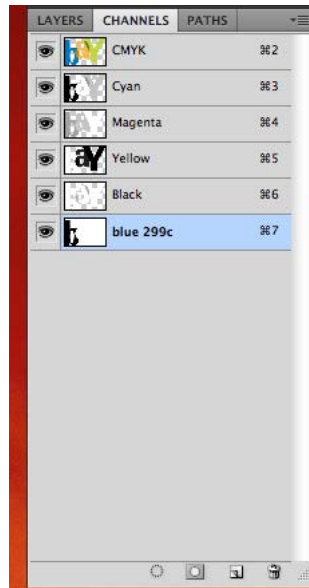 LAYERS CHANNELS PATHS
CMYK ⌘2
Cyan ⌘3
Magenta ⌘4
Yellow ⌘5
Black ⌘6
blue 299c ⌘7